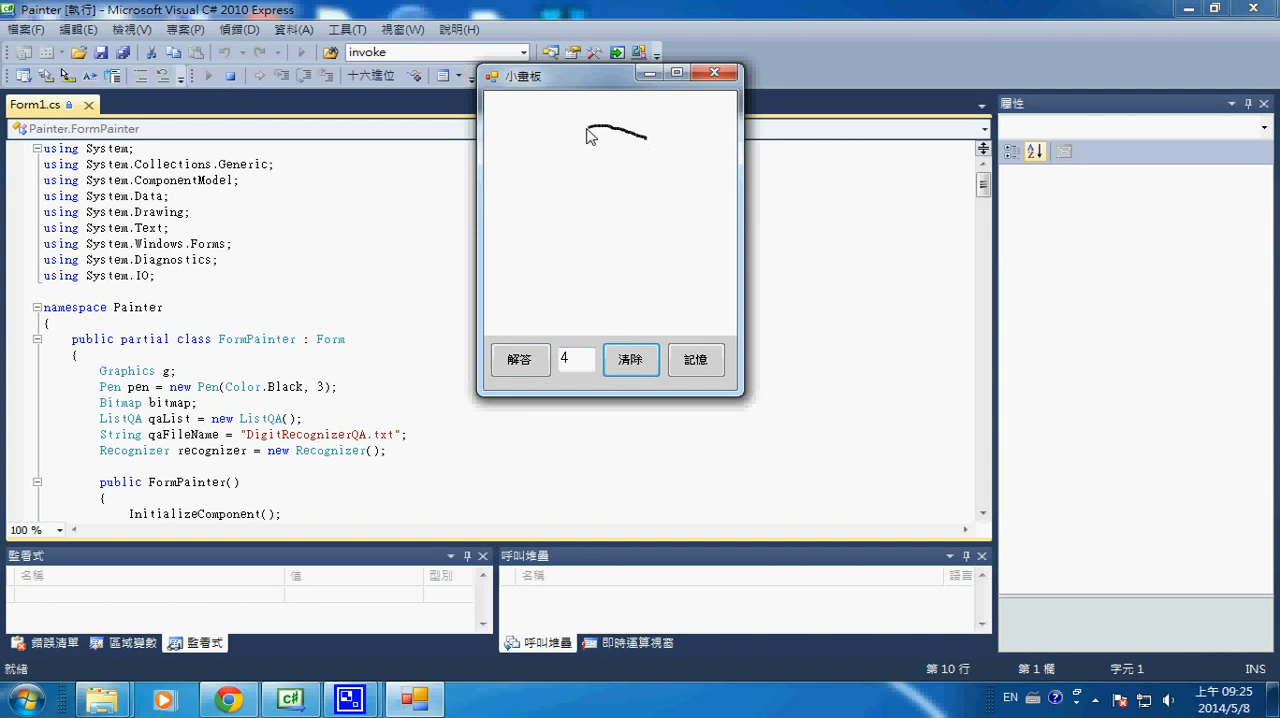 Painter [執行] - Microsoft Visual C# 2010 Express
檔案(F) 編輯(E) 檢視(V) 專案(P) 偵錯(D) 資料(A) 工具(T) 視窗(W) 說明(H)
invoke
十六進位
Form1.cs
Painter.FormPainter
using System;
using System.Collections.Generic;
using System.ComponentModel;
using System.Data;
using System.Drawing;
using System.Text;
using System.Windows.Forms;
using System.Diagnostics;
using System.IO;
namespace Painter
{
public partial class FormPainter : Form
{
Graphics g;
Pen pen = new Pen(Color.Black, 3);
Bitmap bitmap;
ListQA qaList = new ListQA();
String qaFileName = "DigitRecognizerQA.txt";
Recognizer recognizer = new Recognizer();
public FormPainter()
{
InitializeComponent();
100 %
小畫板
解答 4 清除 記憶
屬性
監看式
名稱 值 型別
呼叫堆疊
名稱 語言
錯誤清單 區域變數 監看式
呼叫堆疊 即時運算視窗
就緒 第 10 行 第 1 欄 字元 1 INS
EN 上午 09:25
2014/5/8